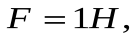 F = 1H,